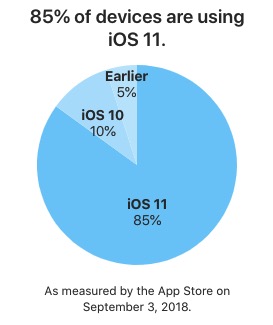 85% of devices are using
iOS 11.
Earlier
5%
iOS 10
10%
iOS 11
85%
As measured by the App Store on
September 3, 2018.